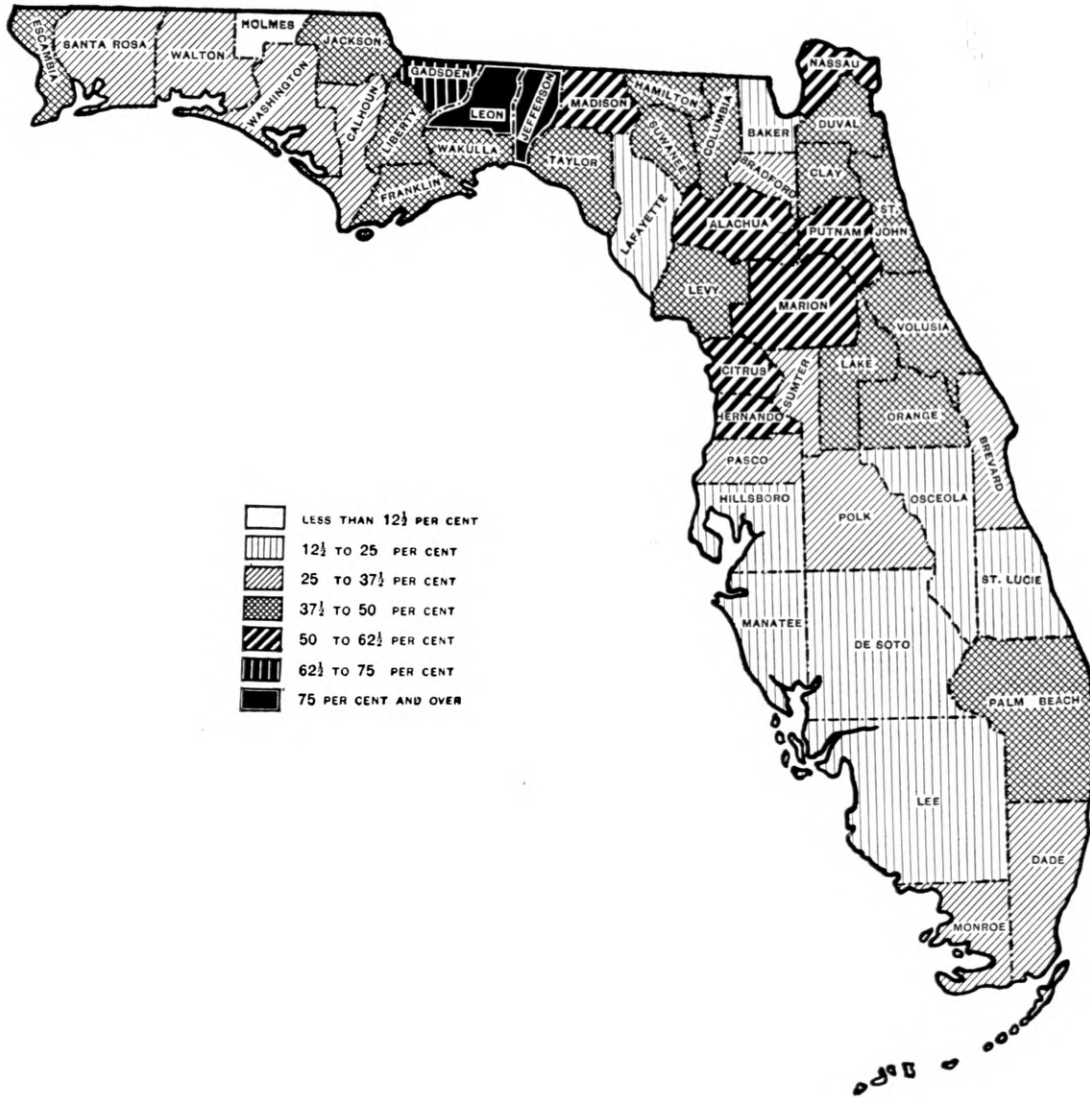 ESCAMBIA
SANTA ROSA
WALTON
HOLMES
WASHINGTON
JACKSON
CALHOUN
LIBERTY
GADSDEN
FRANKLIN
WAKULLA
LEON
JEFFERSON
MADISON
TAYLOR
HAMILTON
SUWANEE
COLUMBIA
LAFAYETTE
BAKER
BRADFORD
NASSAU
DUVAL
CLAY
ST.
JOHN
ALACHUA
PUTNAM
LEVY
MARION
VOLUSIA
CITRUS
SUMTER
LAKE
HERNANDO
ORANGE
PASCO
BREVARD
HILLSBORO
POLK
OSCEOLA
ST. LUCIE
MANATEE
DE SOTO
PALM BEACH
LEE
DADE
MONROE
LESS THAN 12½ PER CENT
12½ TO 25 PER CENT
25 TO 37½ PER CENT
37½ TO 50 PER CENT
50 TO 62½ PER CENT
62½ TO 75 PER CENT
75 PER CENT AND OVER